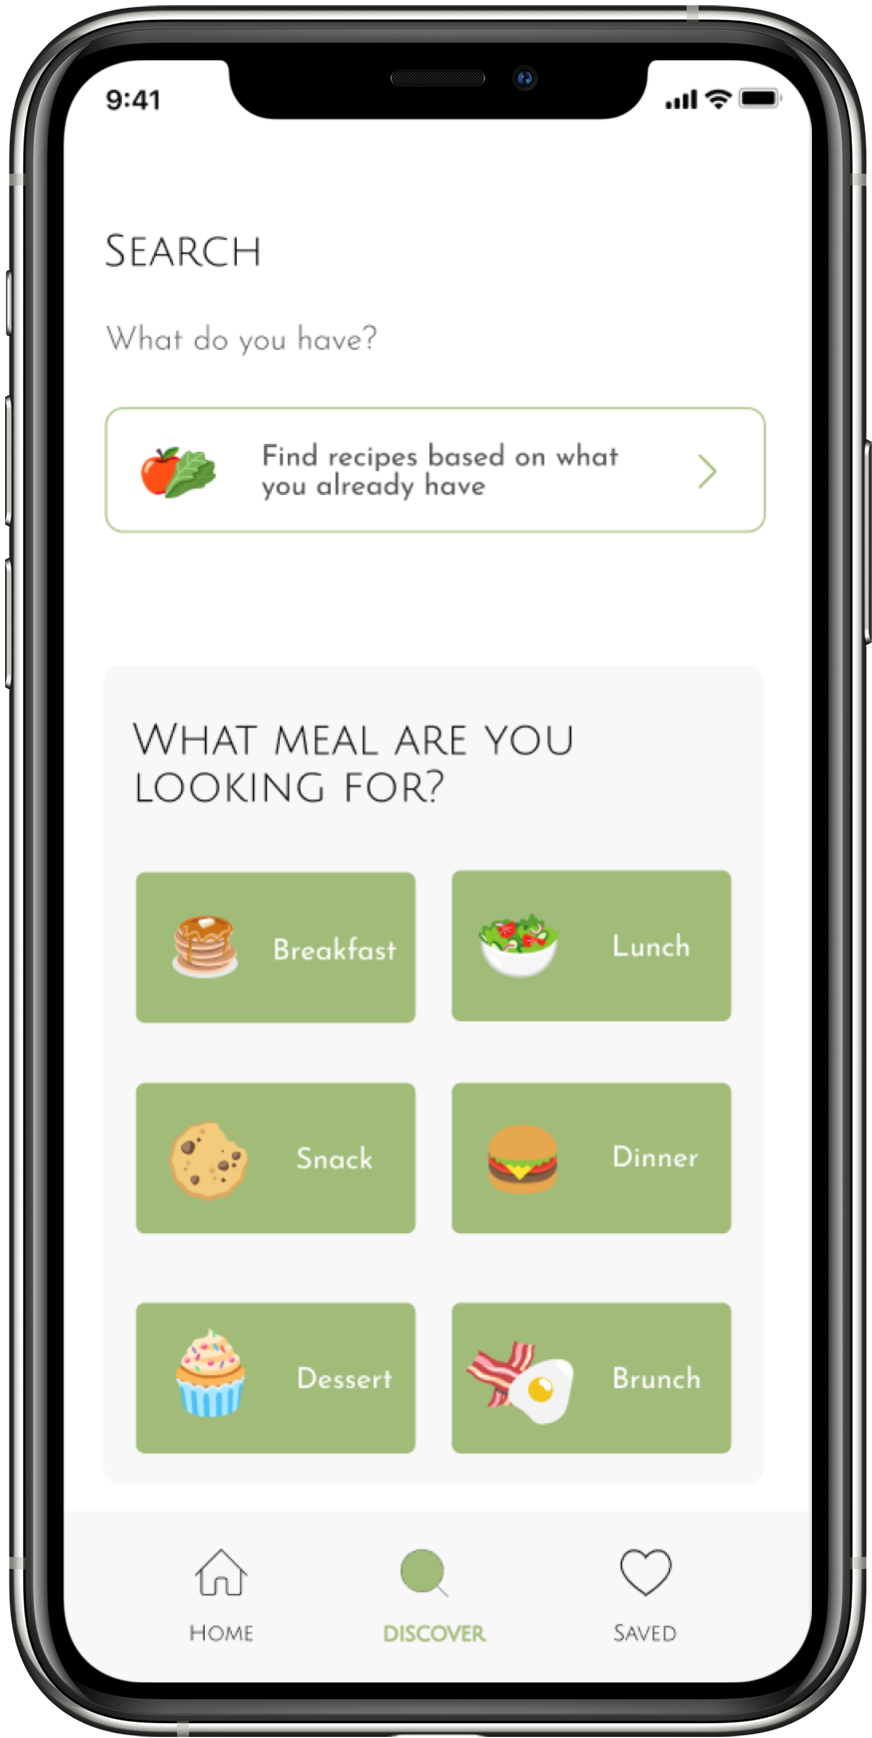 9:41
SEARCH
What do you have?
Find recipes based on what
you already have
WHAT MEAL ARE YOU
LOOKING FOR?
Breakfast
Lunch
Snack
Dinner
Dessert
Brunch
HOME
DISCOVER
SAVED